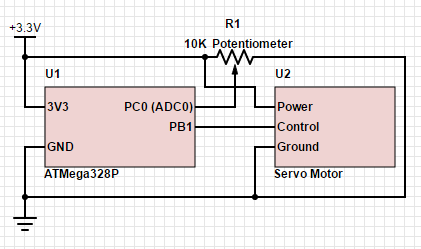 R1
+3.3V
10K Potentiometer
U1
U2
3V3
PC0 (ADC0)
Power
PB1
Control
GND
Ground
ATMega328P
Servo Motor